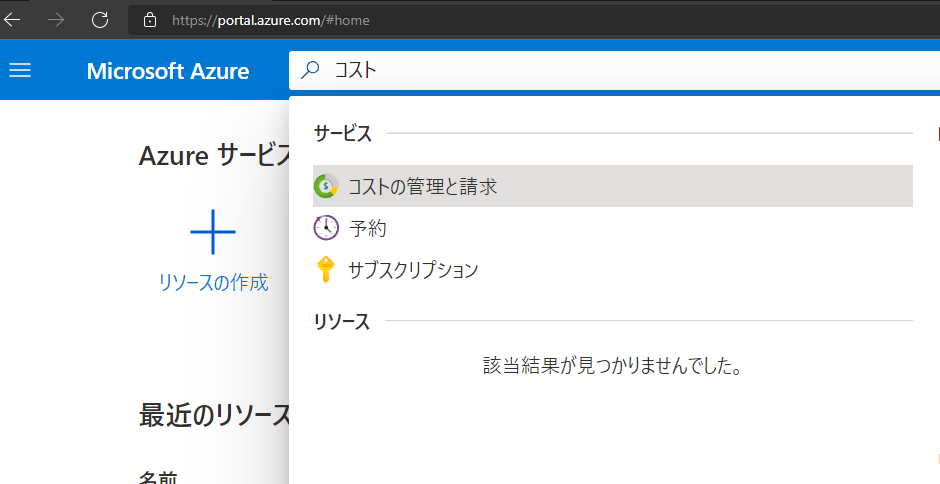 https://portal.azure.com/#home
Microsoft Azure
コスト
Azure サービス
リソースの作成
最近のリソース
名前
サービス
コストの管理と請求
予約
サブスクリプション
リソース
該当結果が見つかりませんでした。